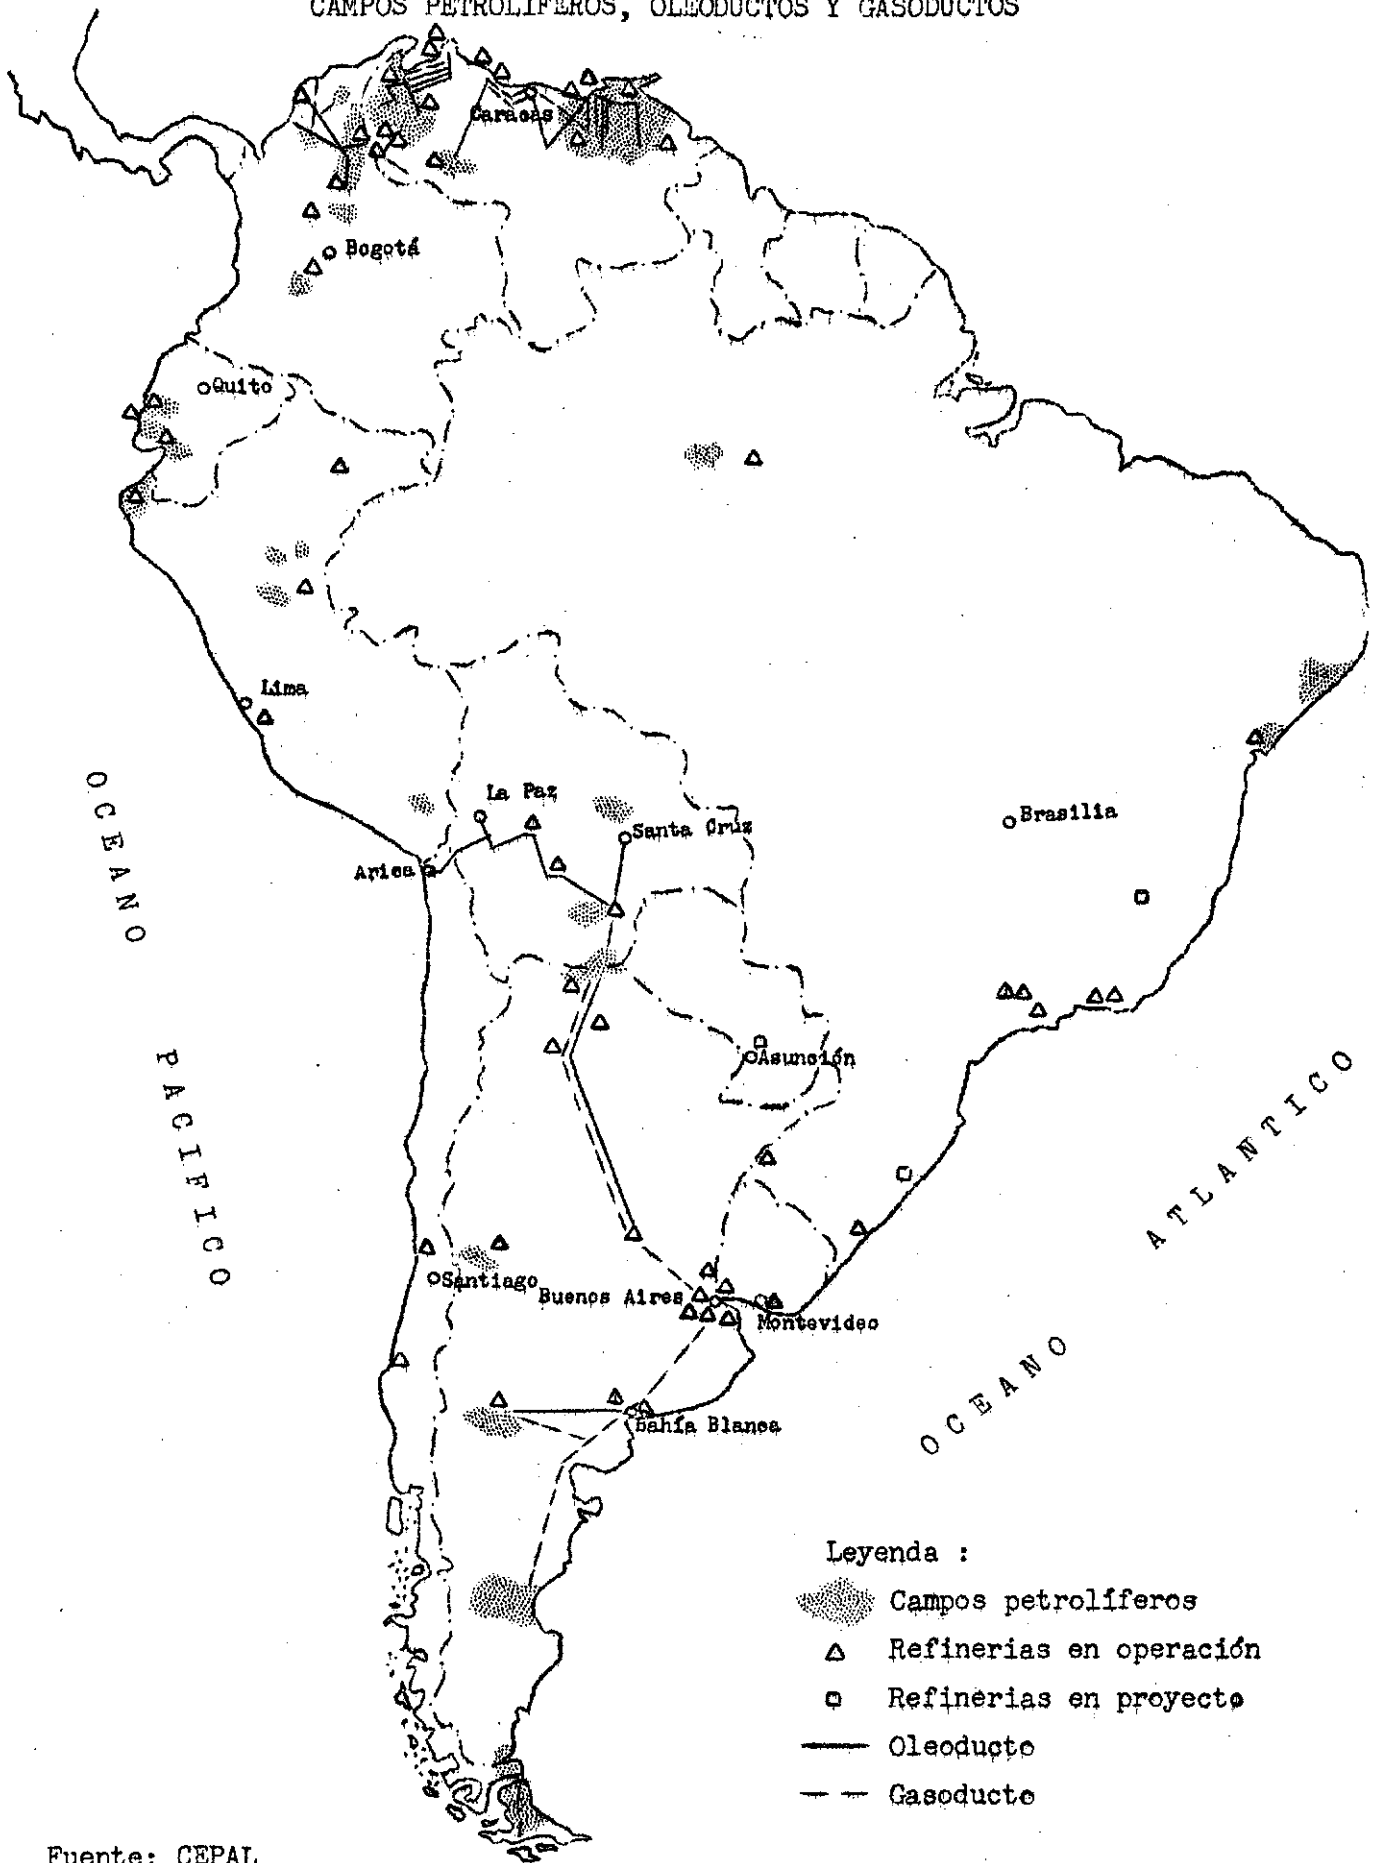 CAMPOS PETROLIFEROS, OLEODUCTOS Y GASODUCTOS
Caracas
Bogotá
Quito
Lima
La Paz
Santa Cruz
Brasilia
Arica
Asunción
OCEANO PACIFICO
OCEANO ATLANTICO
Santiago
Buenos Aires
Montevideo
Bahía Blanca
Leyenda :
Campos petrolíferos
Refinerias en operación
Refinerias en proyecto
Oleoducto
Gasoducto
Fuente: CEPAL